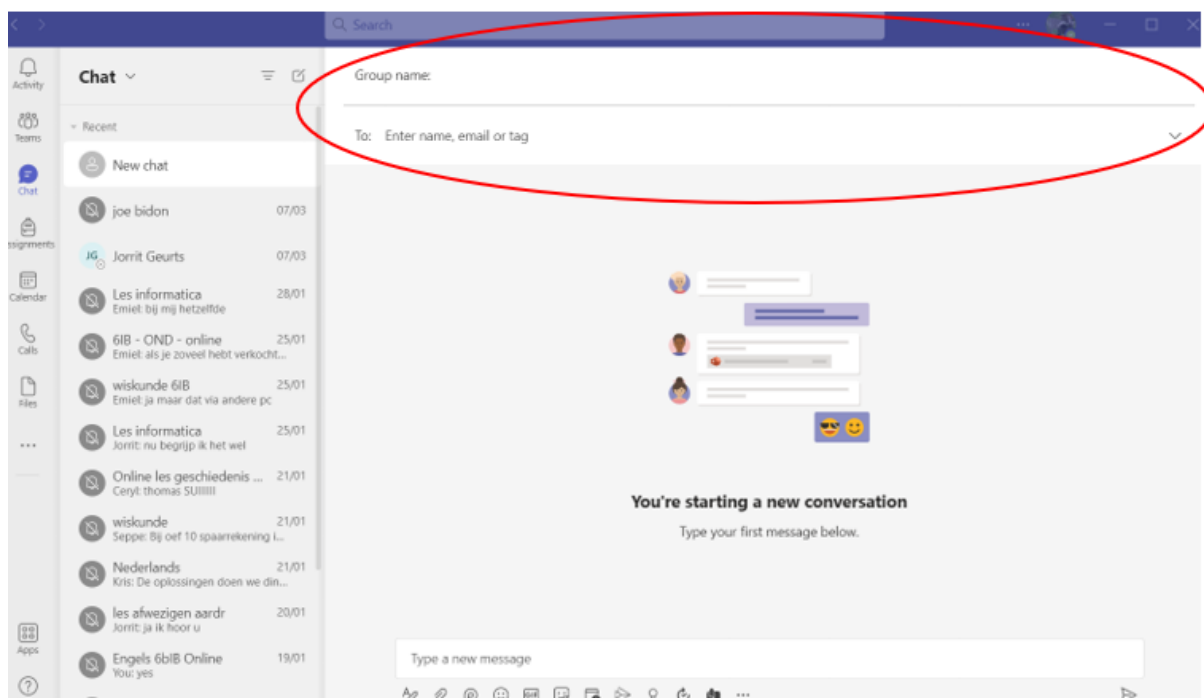 Search
Activity
Teams
Chat
ssignments
Calendar
Calls
Files
Apps
Chat
Recent
New chat
joe bidon 07/03
JG Jorrit Geurts 07/03
Les informatica 28/01
Emiel: bij mij hetzelfde
6IB - OND - online 25/01
Emiel: als je zoveel hebt verkocht...
wiskunde 6IB 25/01
Emiel: ja maar dat via andere pc
Les informatica 25/01
Jorrit: nu begrijp ik het wel
Online les geschiedenis ... 21/01
Ceryl: thomas SUIIIIII
wiskunde 21/01
Seppe: Bij oef 10 spaarrekening i...
Nederlands 21/01
Kris: De oplossingen doen we din...
les afwezigen aardr 20/01
Jorrit: ja ik hoor u
Engels 6bIB Online 19/01
You: yes
Group name:
To: Enter name, email or tag
You're starting a new conversation
Type your first message below.
Type a new message